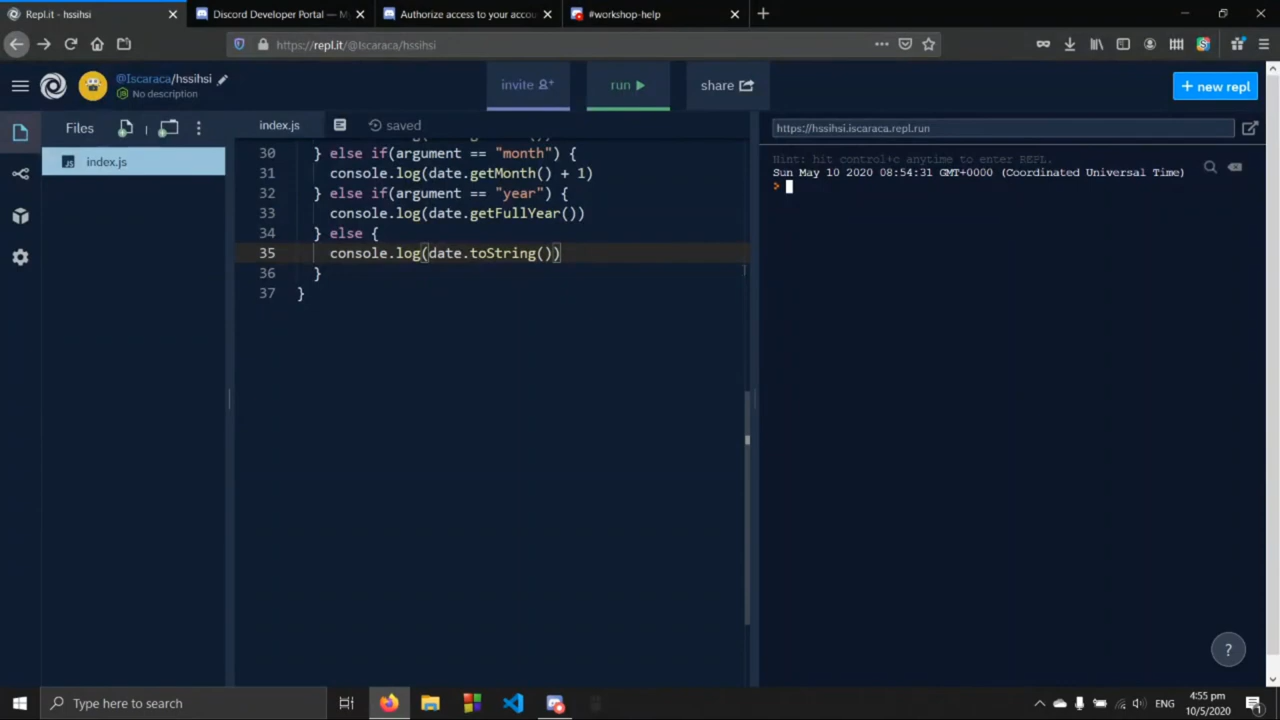 Repl.it - hssihsi
Discord Developer Portal — M
Authorize access to your accou
#workshop-help
https://repl.it/@Iscaraca/hssihsi
@Iscaraca/hssihsi
No description
invite
run
share
+ new repl
Files
index.js
index.js
saved
https://hssihsi.iscaraca.repl.run
30 } else if(argument == "month") {
31 console.log(date.getMonth() + 1)
32 } else if(argument == "year") {
33 console.log(date.getFullYear())
34 } else {
35 console.log(date.toString())
36 }
37 }
Hint: hit control+c anytime to enter REPL.
Sun May 10 2020 08:54:31 GMT+0000 (Coordinated Universal Time)
>
?
Type here to search
ENG
4:55 pm
10/5/2020
1